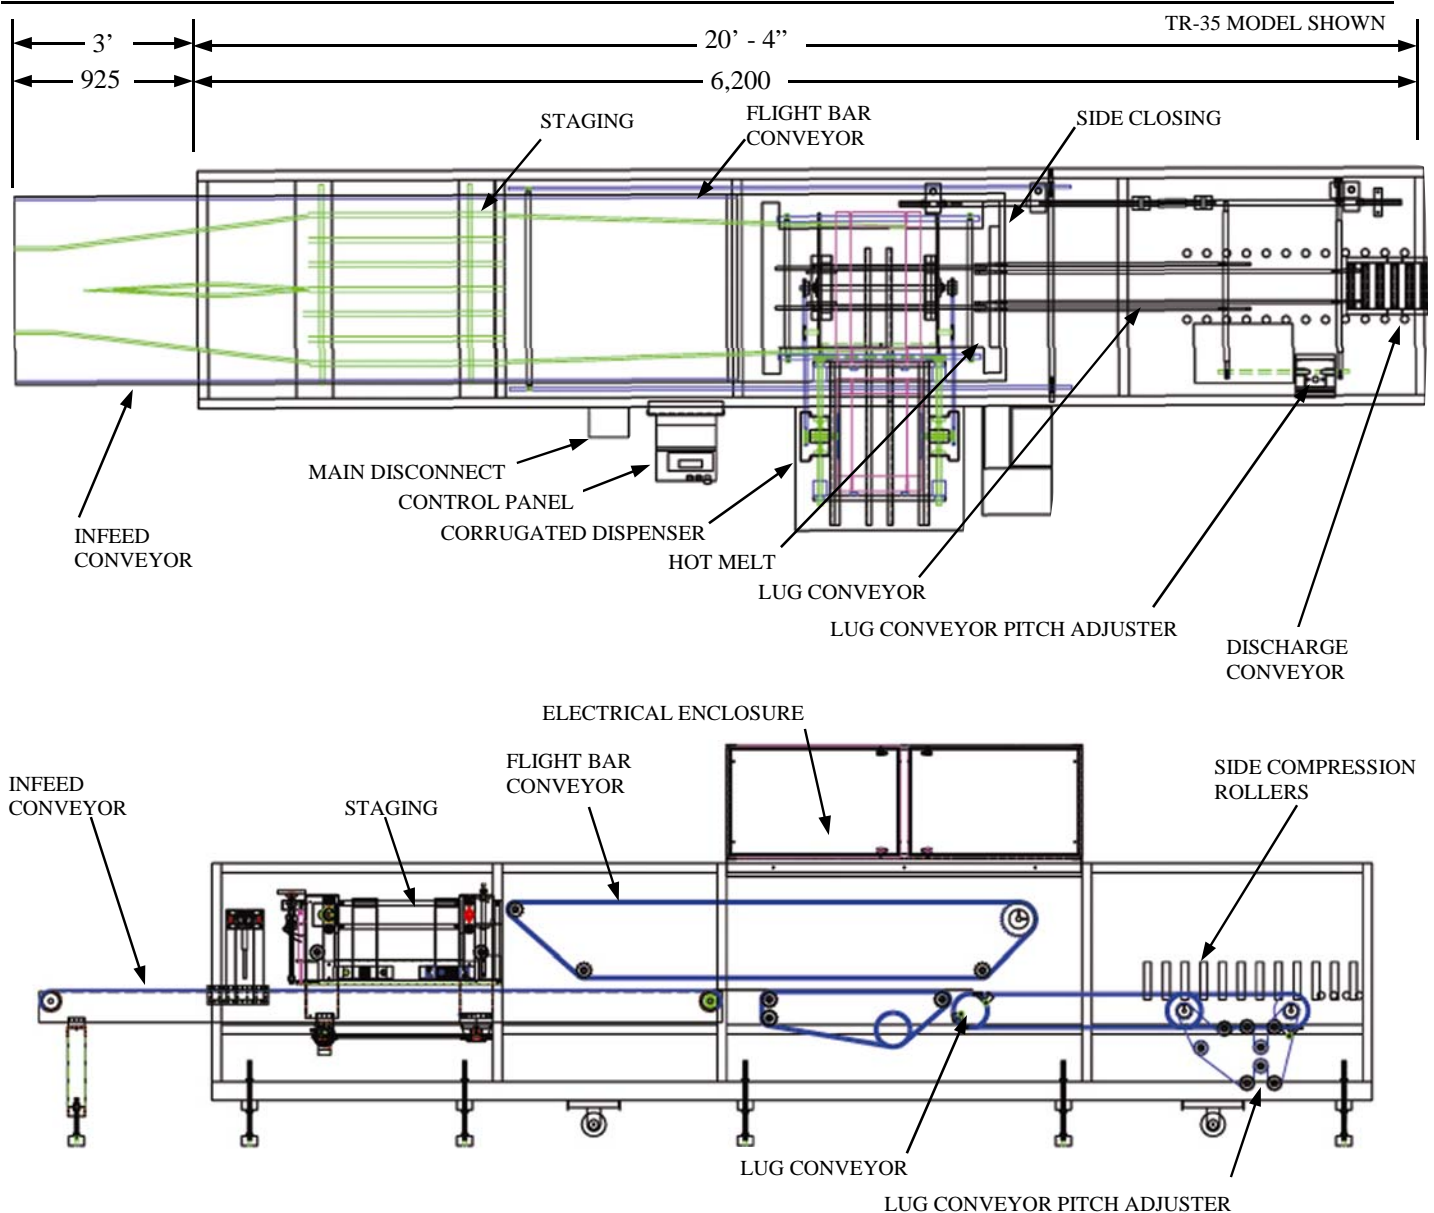 TR-35 MODEL SHOWN
3’
20’ - 4”
925
6,200
STAGING
FLIGHT BAR
CONVEYOR
SIDE CLOSING
MAIN DISCONNECT
CONTROL PANEL
CORRUGATED DISPENSER
HOT MELT
LUG CONVEYOR
LUG CONVEYOR PITCH ADJUSTER
INFEED
CONVEYOR
DISCHARGE
CONVEYOR
ELECTRICAL ENCLOSURE
INFEED
CONVEYOR
STAGING
FLIGHT BAR
CONVEYOR
SIDE COMPRESSION
ROLLERS
LUG CONVEYOR
LUG CONVEYOR PITCH ADJUSTER